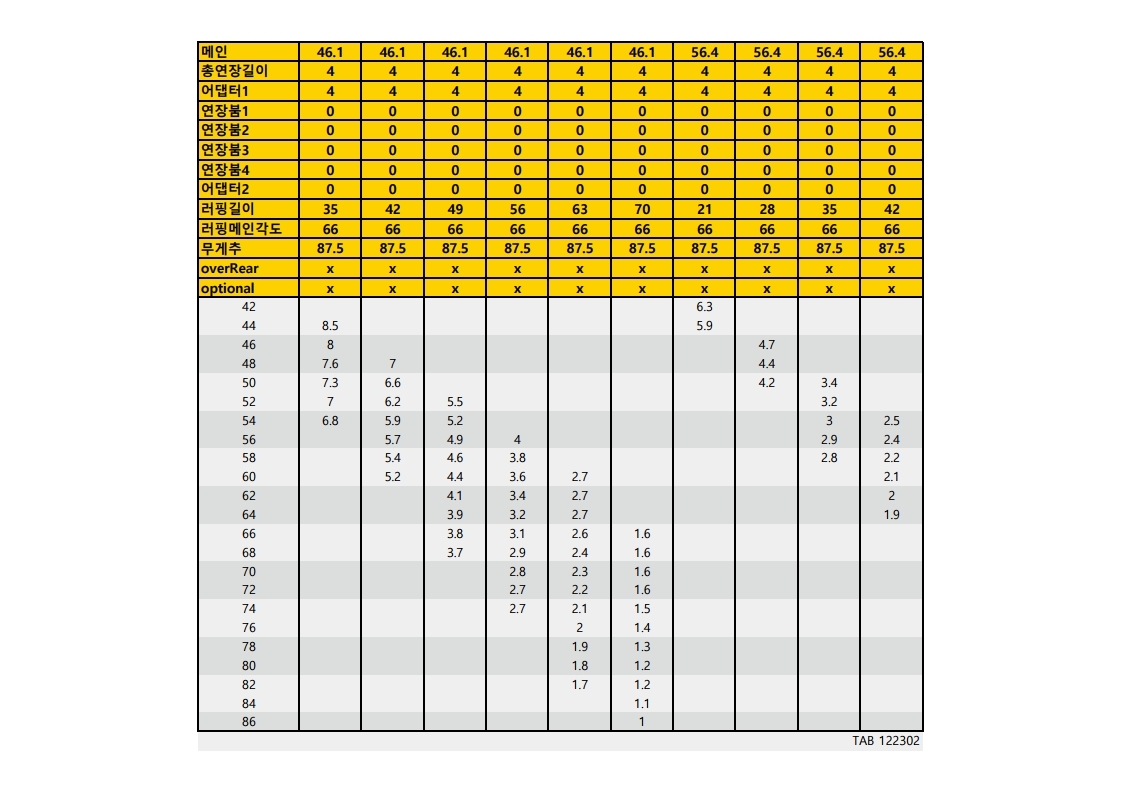 메인 46.1 46.1 46.1 46.1 46.1 46.1 56.4 56.4 56.4 56.4
총연장길이 4 4 4 4 4 4 4 4 4 4
어댑터1 4 4 4 4 4 4 4 4 4 4
연장붐1 0 0 0 0 0 0 0 0 0 0
연장붐2 0 0 0 0 0 0 0 0 0 0
연장붐3 0 0 0 0 0 0 0 0 0 0
연장붐4 0 0 0 0 0 0 0 0 0 0
어댑터2 0 0 0 0 0 0 0 0 0 0
러핑길이 35 42 49 56 63 70 21 28 35 42
러핑메인각도 66 66 66 66 66 66 66 66 66 66
무게추 87.5 87.5 87.5 87.5 87.5 87.5 87.5 87.5 87.5 87.5
overRear x x x x x x x x x x
optional x x x x x x x x x x
42 6.3
44 8.5 5.9
46 8 4.7
48 7.6 7 4.4
50 7.3 6.6 4.2 3.4
52 7 6.2 5.5 3.2
54 6.8 5.9 5.2 3 2.5
56 5.7 4.9 4 2.9 2.4
58 5.4 4.6 3.8 2.8 2.2
60 5.2 4.4 3.6 2.7 2.1
62 4.1 3.4 2.7 2
64 3.9 3.2 2.7 1.9
66 3.8 3.1 2.6 1.6
68 3.7 2.9 2.4 1.6
70 2.8 2.3 1.6
72 2.7 2.2 1.6
74 2.7 2.1 1.5
76 2 1.4
78 1.9 1.3
80 1.8 1.2
82 1.7 1.2
84 1.1
86 1
TAB 122302